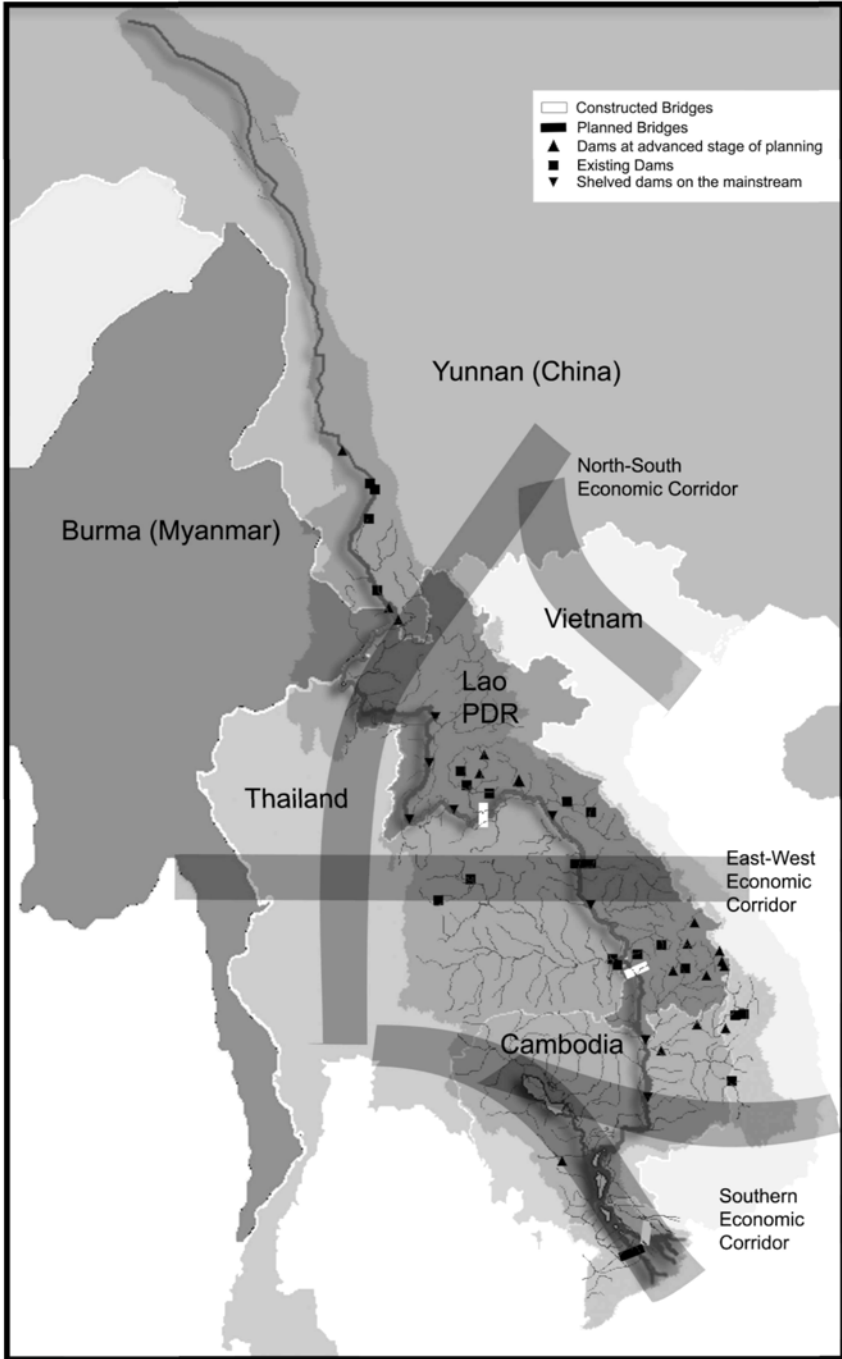 Constructed Bridges
Planned Bridges
Dams at advanced stage of planning
Existing Dams
Shelved dams on the mainstream
Yunnan (China)
North-South
Economic Corridor
Burma (Myanmar)
Vietnam
Lao
PDR
Thailand
East-West
Economic
Corridor
Cambodia
Southern
Economic
Corridor